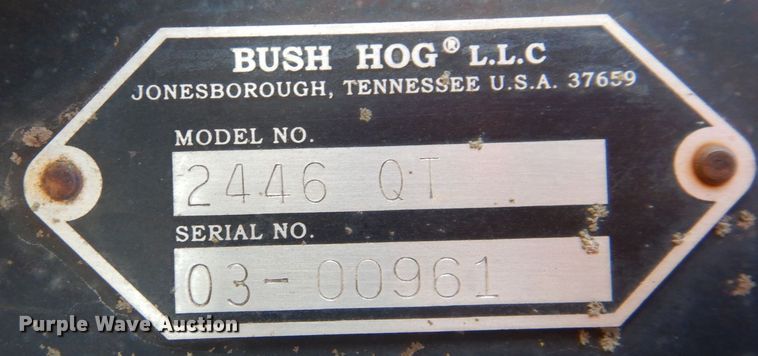 BUSH HOG® L.L.C
JONESBOROUGH, TENNESSEE U.S.A. 37659
MODEL NO.
2446 QT
SERIAL NO.
03-00961
Purple Wave Auction